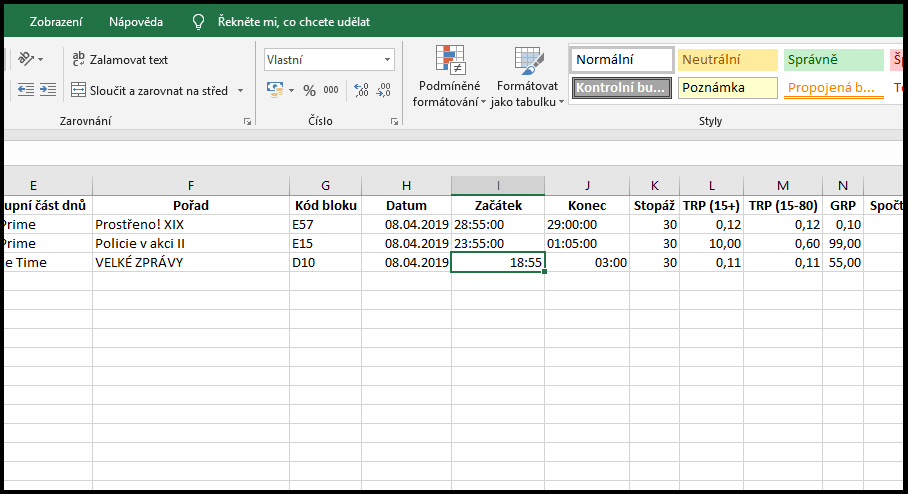 Zobrazení Nápověda Řekněte mi, co chcete udělat
Zalamovat text
Sloučit a zarovnat na střed
Zarovnání
Vlastní
% 000 ,00 ,00
Číslo
Podmíněné formátování
Formátovat jako tabulku
Normální Neutrální Správně
Kontrolní bu... Poznámka Propojená b...
Styly
E F G H I J K L M N
upní část dnů Pořad Kód bloku Datum Začátek Konec Stopáž TRP (15+) TRP (15-80) GRP Spočt
Prime Prostřeno! XIX E57 08.04.2019 28:55:00 29:00:00 30 0,12 0,12 0,10
Prime Policie v akci II E15 08.04.2019 23:55:00 01:05:00 30 10,00 0,60 99,00
e Time VELKÉ ZPRÁVY D10 08.04.2019 18:55 03:00 30 0,11 0,11 55,00